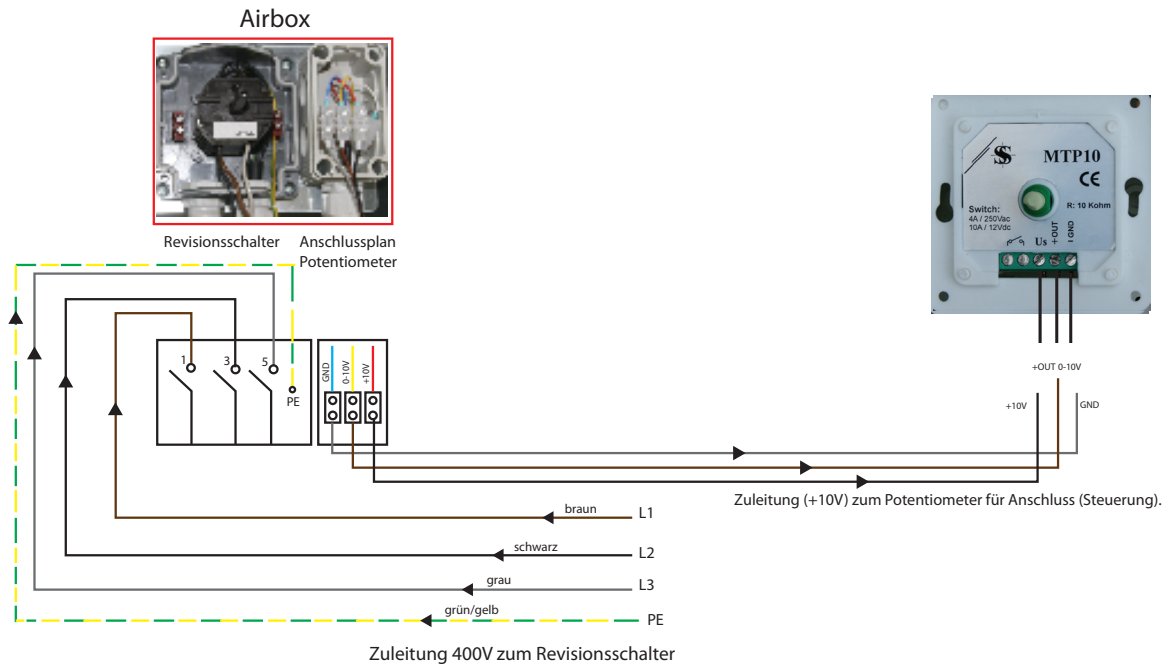 Airbox
Revisionsschalter
Anschlussplan
Potentiometer
MTP10
CE
R: 10 Kohm
Switch:
4A / 250Vac
10A / 12Vdc
Us
+ OUT
GND
1
3
5
PE
GND
0-10V
+10V
+OUT 0-10V
+10V
GND
Zuleitung (+10V) zum Potentiometer für Anschluss (Steuerung).
braun
L1
schwarz
L2
grau
L3
grün/gelb
PE
Zuleitung 400V zum Revisionsschalter